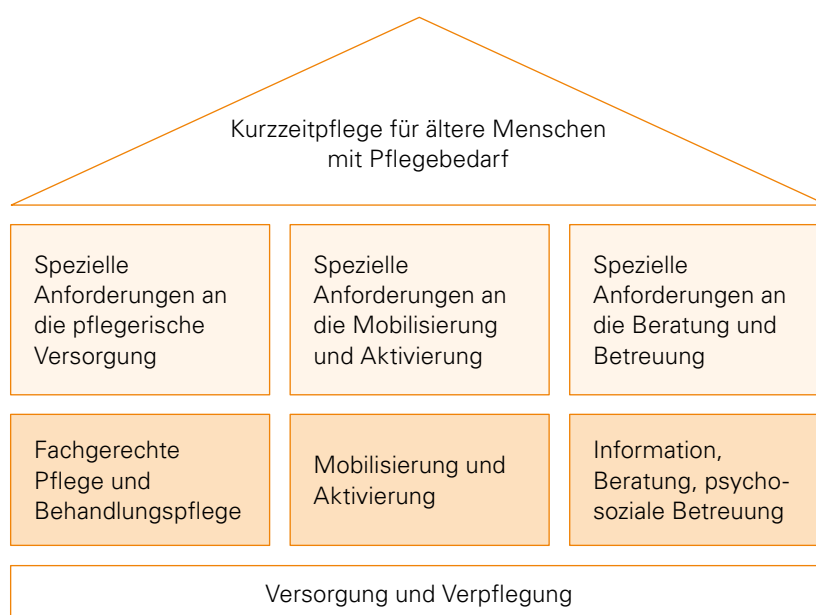 Kurzzeitpflege für ältere Menschen
mit Pflegebedarf
Spezielle
Anforderungen an
die pflegerische
Versorgung
Spezielle
Anforderungen an
die Mobilisierung
und Aktivierung
Spezielle
Anforderungen an
die Beratung und
Betreuung
Fachgerechte
Pflege und
Behandlungspflege
Mobilisierung und
Aktivierung
Information,
Beratung, psycho-
soziale Betreuung
Versorgung und Verpflegung